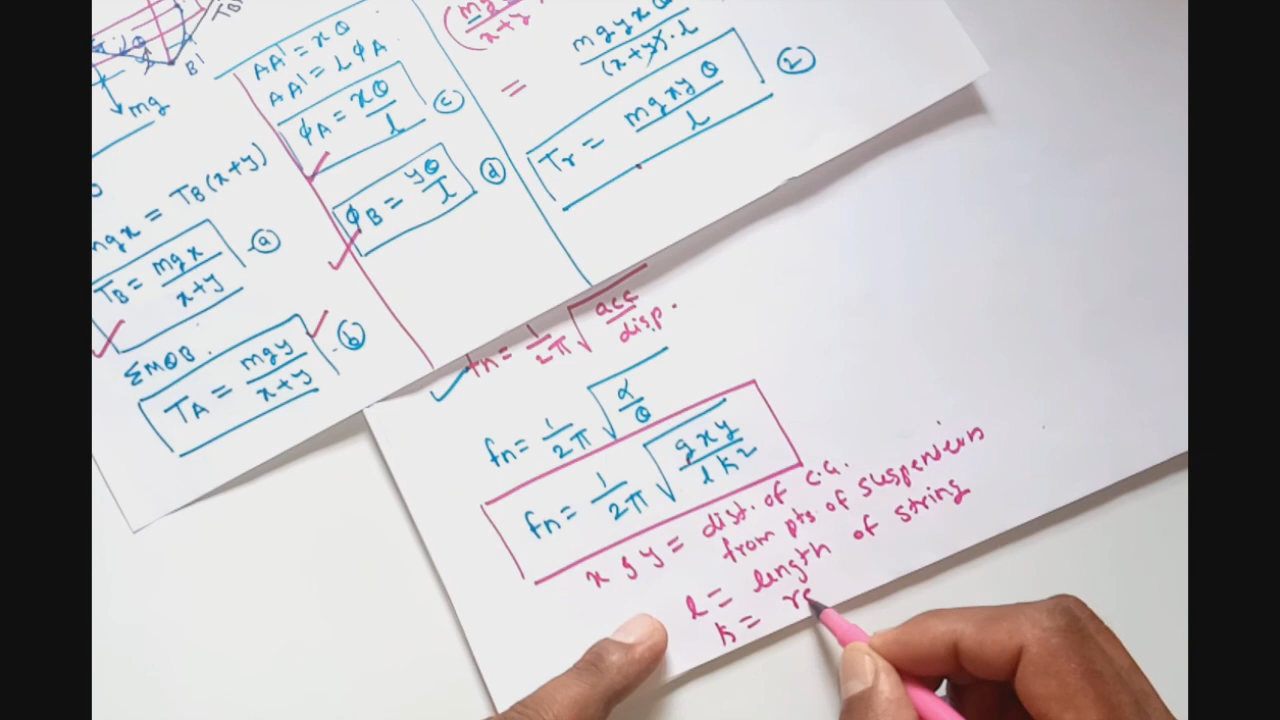 mg
mgx = TB(x+y)
TB = mgx/x+y - ⓐ
ΣM@B.
TA = mgy/x+y - ⓑ
AA' = xθ
AA' = lφA
φA = xθ/l ⓒ
φB = yθ/l ⓓ
= mgyxθ/(x+y).l
Tr = mgxyθ/l ②
fn = 1/2π √acc/disp.
fn = 1/2π √α/θ
fn = 1/2π √gxy/lk2
x & y = dist. of c.G.
from pts. of suspension
l = length of string
k =